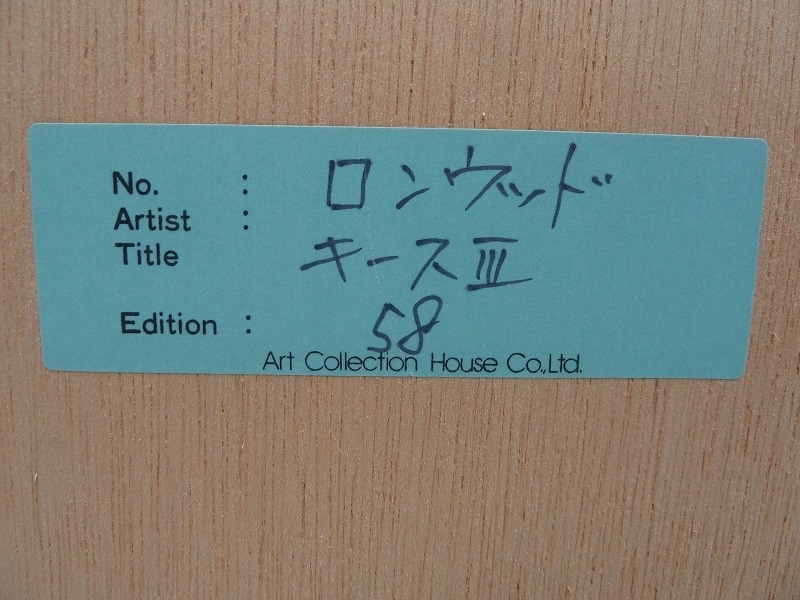 No. : ロンウッド
Artist :
Title キースⅢ
Edition : 58
Art Collection House Co.,Ltd.